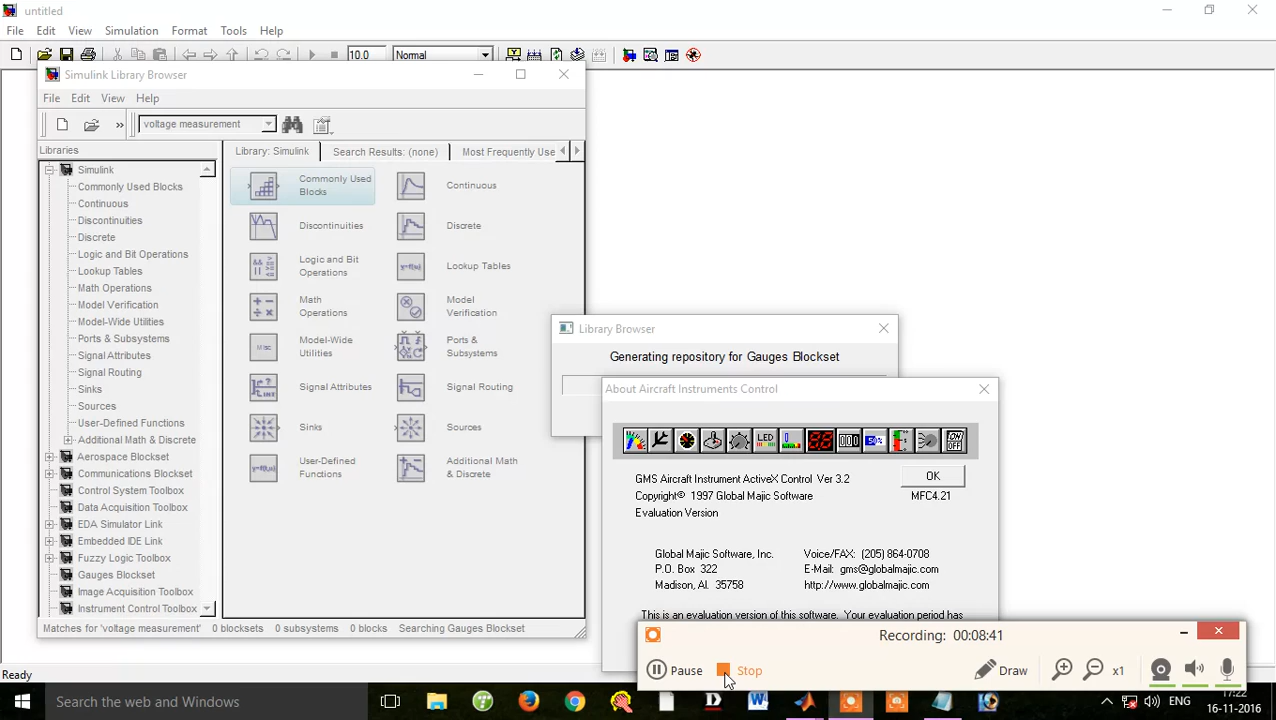 untitled
File Edit View Simulation Format Tools Help
10.0 Normal
Simulink Library Browser
File Edit View Help
» voltage measurement
Libraries
Library: Simulink Search Results: (none) Most Frequently Use
Simulink
Commonly Used Blocks
Continuous
Discontinuities
Discrete
Logic and Bit Operations
Lookup Tables
Math Operations
Model Verification
Model-Wide Utilities
Ports & Subsystems
Signal Attributes
Signal Routing
Sinks
Sources
User-Defined Functions
Additional Math & Discrete
Aerospace Blockset
Communications Blockset
Control System Toolbox
Data Acquisition Toolbox
EDA Simulator Link
Embedded IDE Link
Fuzzy Logic Toolbox
Gauges Blockset
Image Acquisition Toolbox
Instrument Control Toolbox
Commonly Used
Blocks
Continuous
Discontinuities
Discrete
Logic and Bit
Operations
Lookup Tables
Math
Operations
Model
Verification
Model-Wide
Utilities
Ports &
Subsystems
Signal Attributes
Signal Routing
Sinks
Sources
User-Defined
Functions
Additional Math
& Discrete
Matches for 'voltage measurement' 0 blocksets 0 subsystems 0 blocks Searching Gauges Blockset
Library Browser
Generating repository for Gauges Blockset
About Aircraft Instruments Control
LED
ON
OFF
GMS Aircraft Instrument ActiveX Control Ver 3.2
Copyright© 1997 Global Majic Software
Evaluation Version
OK
MFC4.21
Global Majic Software, Inc.
P.O. Box 322
Madison, Al. 35758
Voice/FAX: (205) 864-0708
E-Mail: gms@globalmajic.com
http://www.globalmajic.com
This is an evaluation version of this software. Your evaluation period has
Recording: 00:08:41
Pause Stop Draw x1
Ready
Search the web and Windows
ENG
17:22
16-11-2016